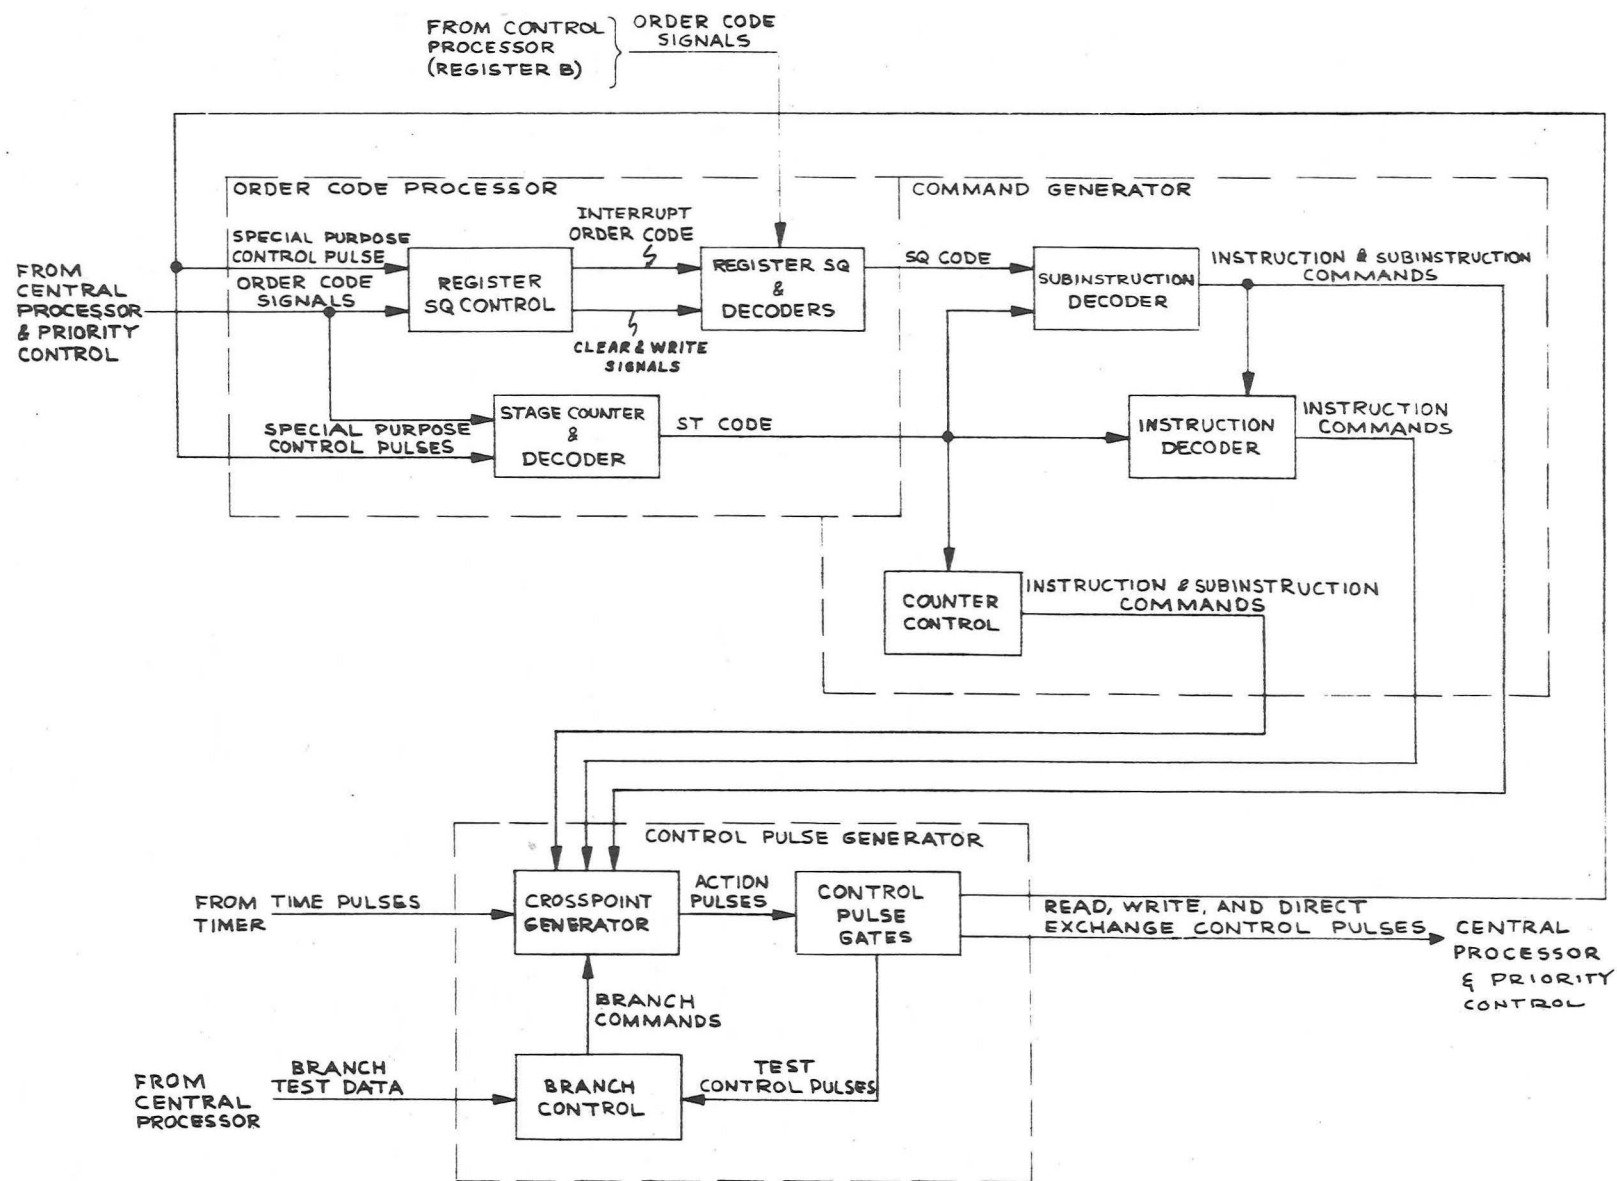 FROM CONTROL
PROCESSOR
(REGISTER B)
ORDER CODE
SIGNALS
ORDER CODE PROCESSOR
COMMAND GENERATOR
FROM
CENTRAL
PROCESSOR
& PRIORITY
CONTROL
SPECIAL PURPOSE
CONTROL PULSE
ORDER CODE
SIGNALS
REGISTER
SQ CONTROL
INTERRUPT
ORDER CODE
CLEAR & WRITE
SIGNALS
REGISTER SQ
&
DECODERS
SQ CODE
SUBINSTRUCTION
DECODER
INSTRUCTION & SUBINSTRUCTION
COMMANDS
SPECIAL PURPOSE
CONTROL PULSES
STAGE COUNTER
&
DECODER
ST CODE
INSTRUCTION
DECODER
INSTRUCTION
COMMANDS
COUNTER
CONTROL
INSTRUCTION & SUBINSTRUCTION
COMMANDS
CONTROL PULSE GENERATOR
FROM
TIMER
TIME PULSES
CROSSPOINT
GENERATOR
ACTION
PULSES
CONTROL
PULSE
GATES
READ, WRITE, AND DIRECT
EXCHANGE CONTROL PULSES
CENTRAL
PROCESSOR
& PRIORITY
CONTROL
BRANCH
COMMANDS
FROM
CENTRAL
PROCESSOR
BRANCH
TEST DATA
BRANCH
CONTROL
TEST
CONTROL PULSES